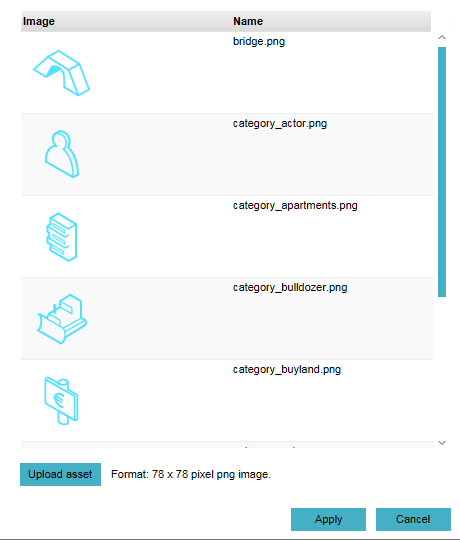 Image Name
bridge.png
category_actor.png
category_apartments.png
category_bulldozer.png
category_buyland.png
€
Upload asset Format: 78 x 78 pixel png image.
Apply Cancel